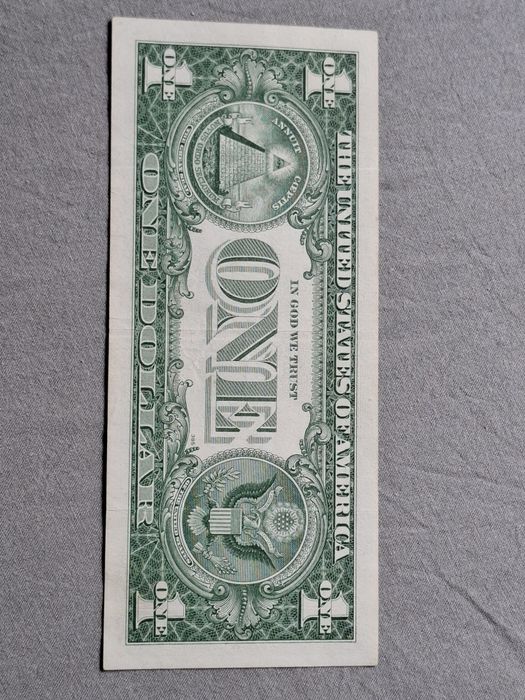 THE UNITED STATES OF AMERICA
ONE
ONE
ANNUIT COEPTIS
IN GOD WE TRUST
ONE
ONE
ONE
ONE DOLLAR